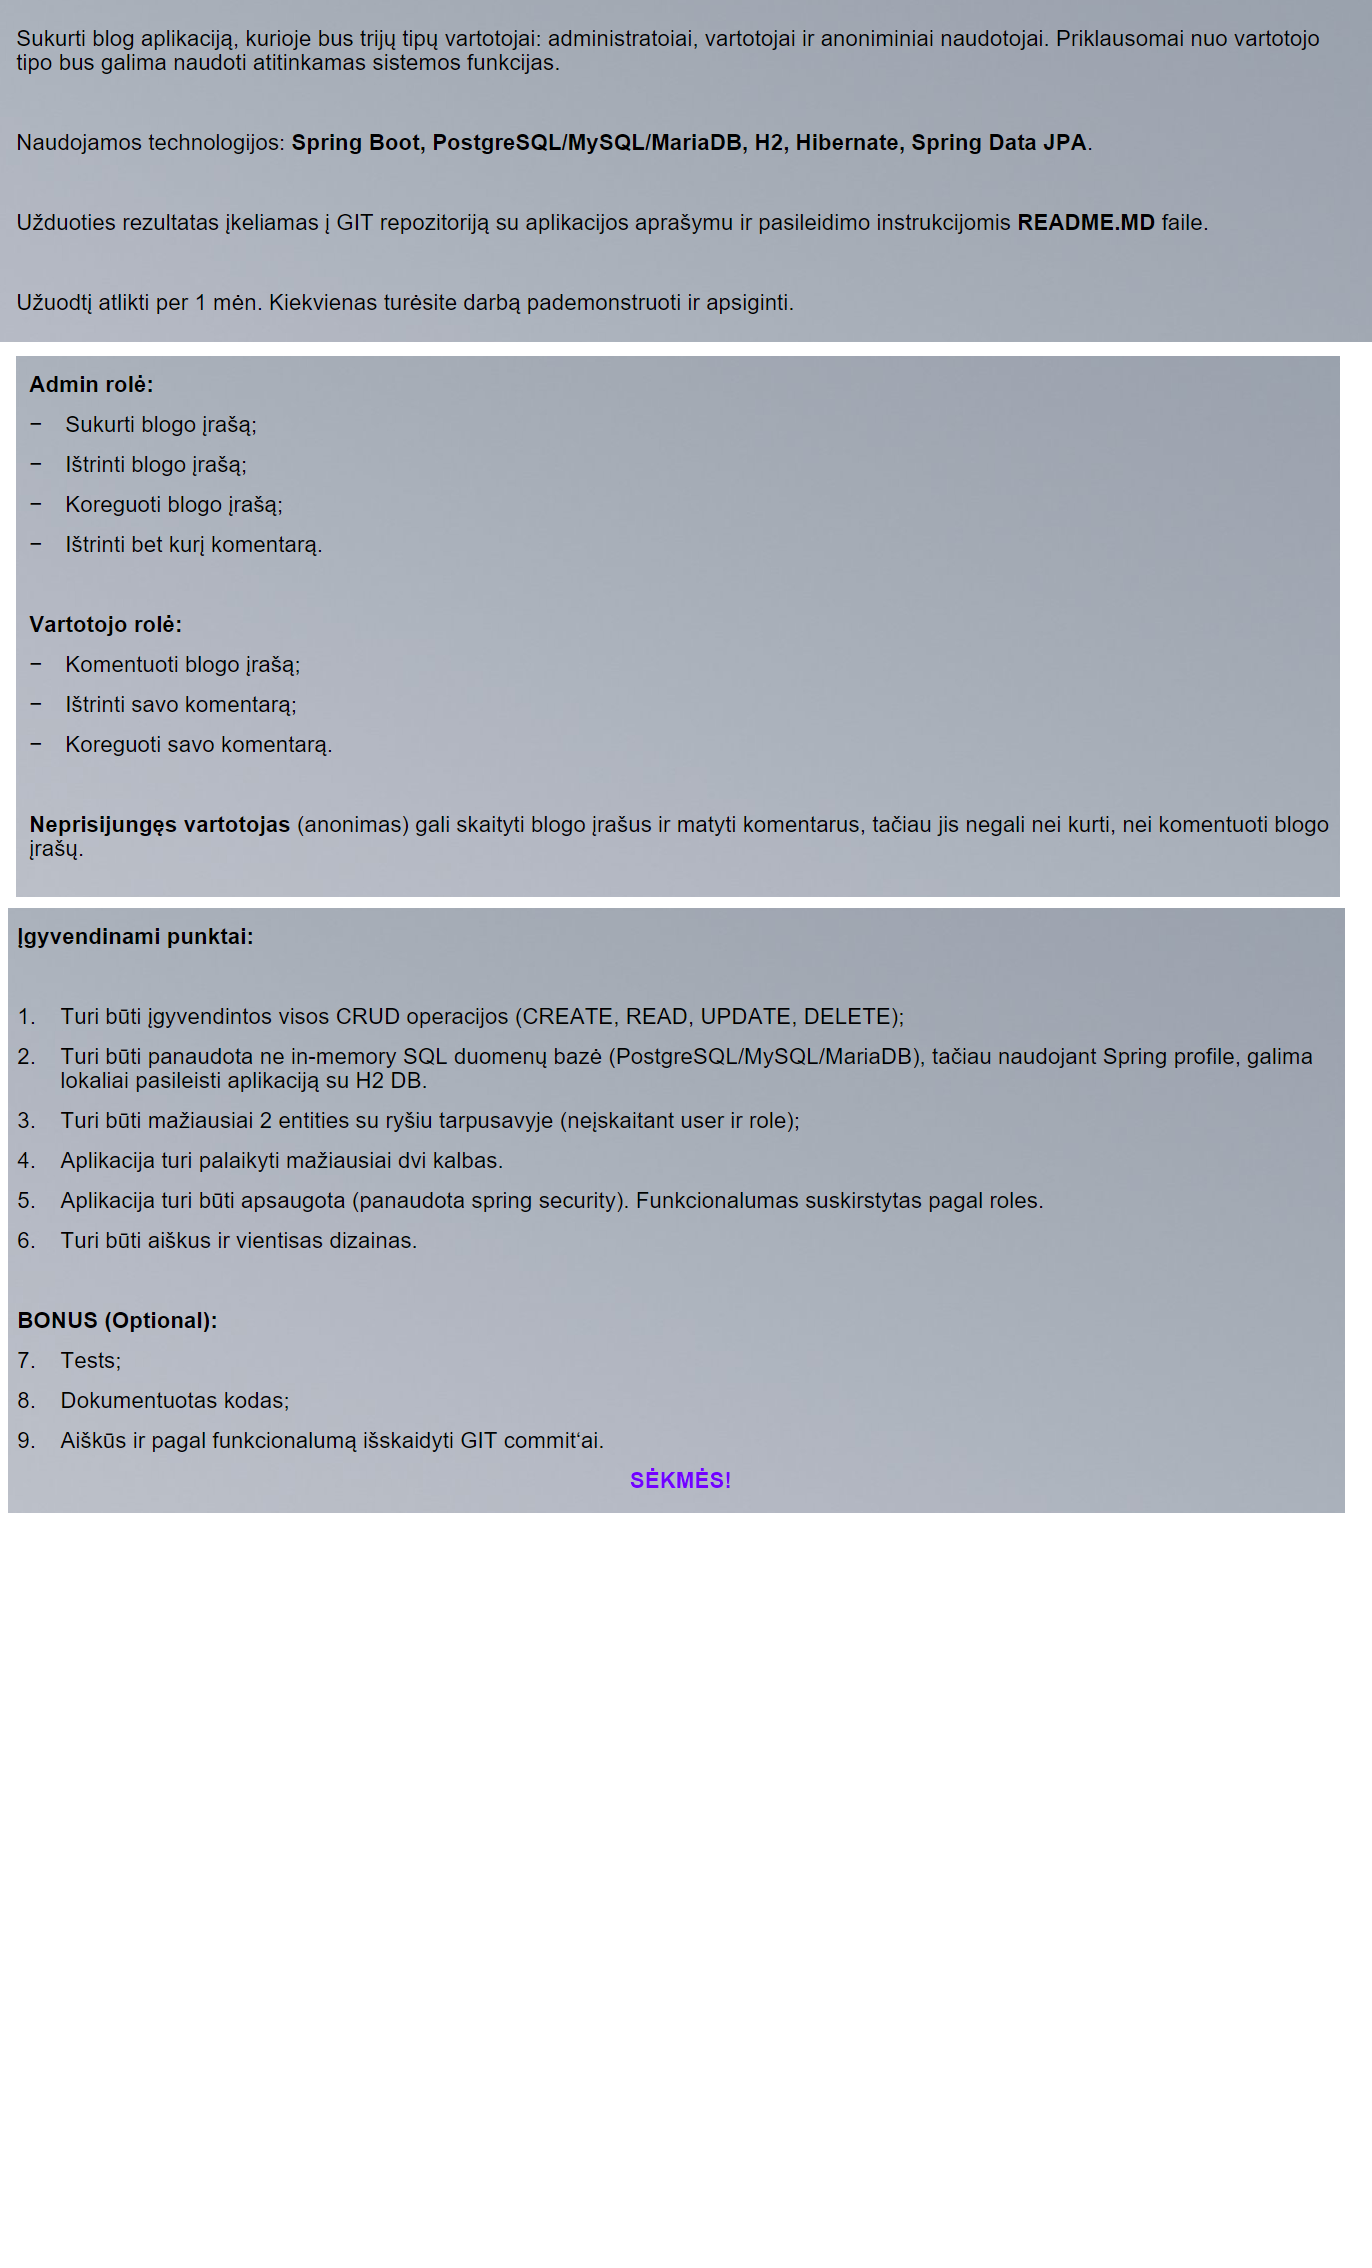 Sukurti blog aplikaciją, kurioje bus trijų tipų vartotojai: administratoiai, vartotojai ir anoniminiai naudotojai. Priklausomai nuo vartotojo
tipo bus galima naudoti atitinkamas sistemos funkcijas.
Naudojamos technologijos: Spring Boot, PostgreSQL/MySQL/MariaDB, H2, Hibernate, Spring Data JPA.
Užduoties rezultatas įkeliamas į GIT repozitoriją su aplikacijos aprašymu ir pasileidimo instrukcijomis README.MD faile.
Užuodtį atlikti per 1 mėn. Kiekvienas turėsite darbą pademonstruoti ir apsiginti.
Admin rolė:
− Sukurti blogo įrašą;
− Ištrinti blogo įrašą;
− Koreguoti blogo įrašą;
− Ištrinti bet kurį komentarą.
Vartotojo rolė:
− Komentuoti blogo įrašą;
− Ištrinti savo komentarą;
− Koreguoti savo komentarą.
Neprisijungęs vartotojas (anonimas) gali skaityti blogo įrašus ir matyti komentarus, tačiau jis negali nei kurti, nei komentuoti blogo
įrašų.
Įgyvendinami punktai:
1. Turi būti įgyvendintos visos CRUD operacijos (CREATE, READ, UPDATE, DELETE);
2. Turi būti panaudota ne in-memory SQL duomenų bazė (PostgreSQL/MySQL/MariaDB), tačiau naudojant Spring profile, galima
lokaliai pasileisti aplikaciją su H2 DB.
3. Turi būti mažiausiai 2 entities su ryšiu tarpusavyje (neįskaitant user ir role);
4. Aplikacija turi palaikyti mažiausiai dvi kalbas.
5. Aplikacija turi būti apsaugota (panaudota spring security). Funkcionalumas suskirstytas pagal roles.
6. Turi būti aiškus ir vientisas dizainas.
BONUS (Optional):
7. Tests;
8. Dokumentuotas kodas;
9. Aiškūs ir pagal funkcionalumą išskaidyti GIT commit‘ai.
SĖKMĖS!